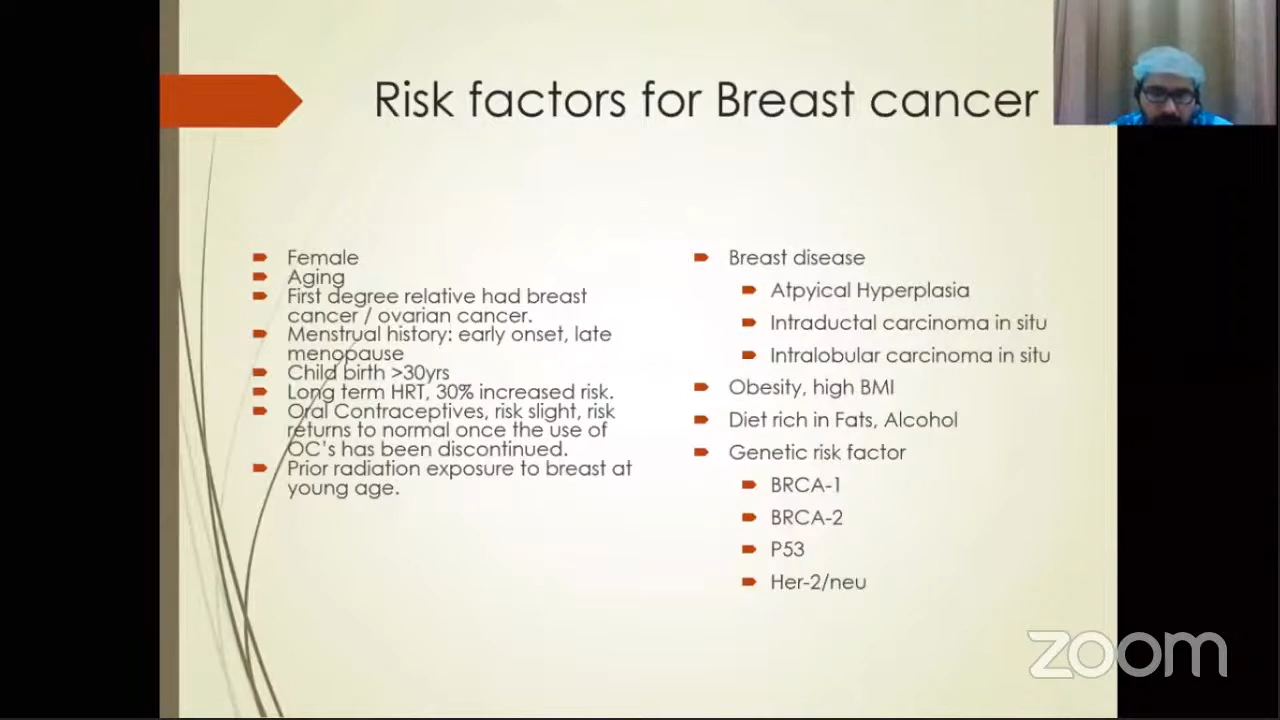 Risk factors for Breast cancer
Female
Aging
First degree relative had breast
cancer / ovarian cancer.
Menstrual history: early onset, late
menopause
Child birth >30yrs
Long term HRT, 30% increased risk.
Oral Contraceptives, risk slight, risk
returns to normal once the use of
OC's has been discontinued.
Prior radiation exposure to breast at
young age.
Breast disease
Atpyical Hyperplasia
Intraductal carcinoma in situ
Intralobular carcinoma in situ
Obesity, high BMI
Diet rich in Fats, Alcohol
Genetic risk factor
BRCA-1
BRCA-2
P53
Her-2/neu
zoom